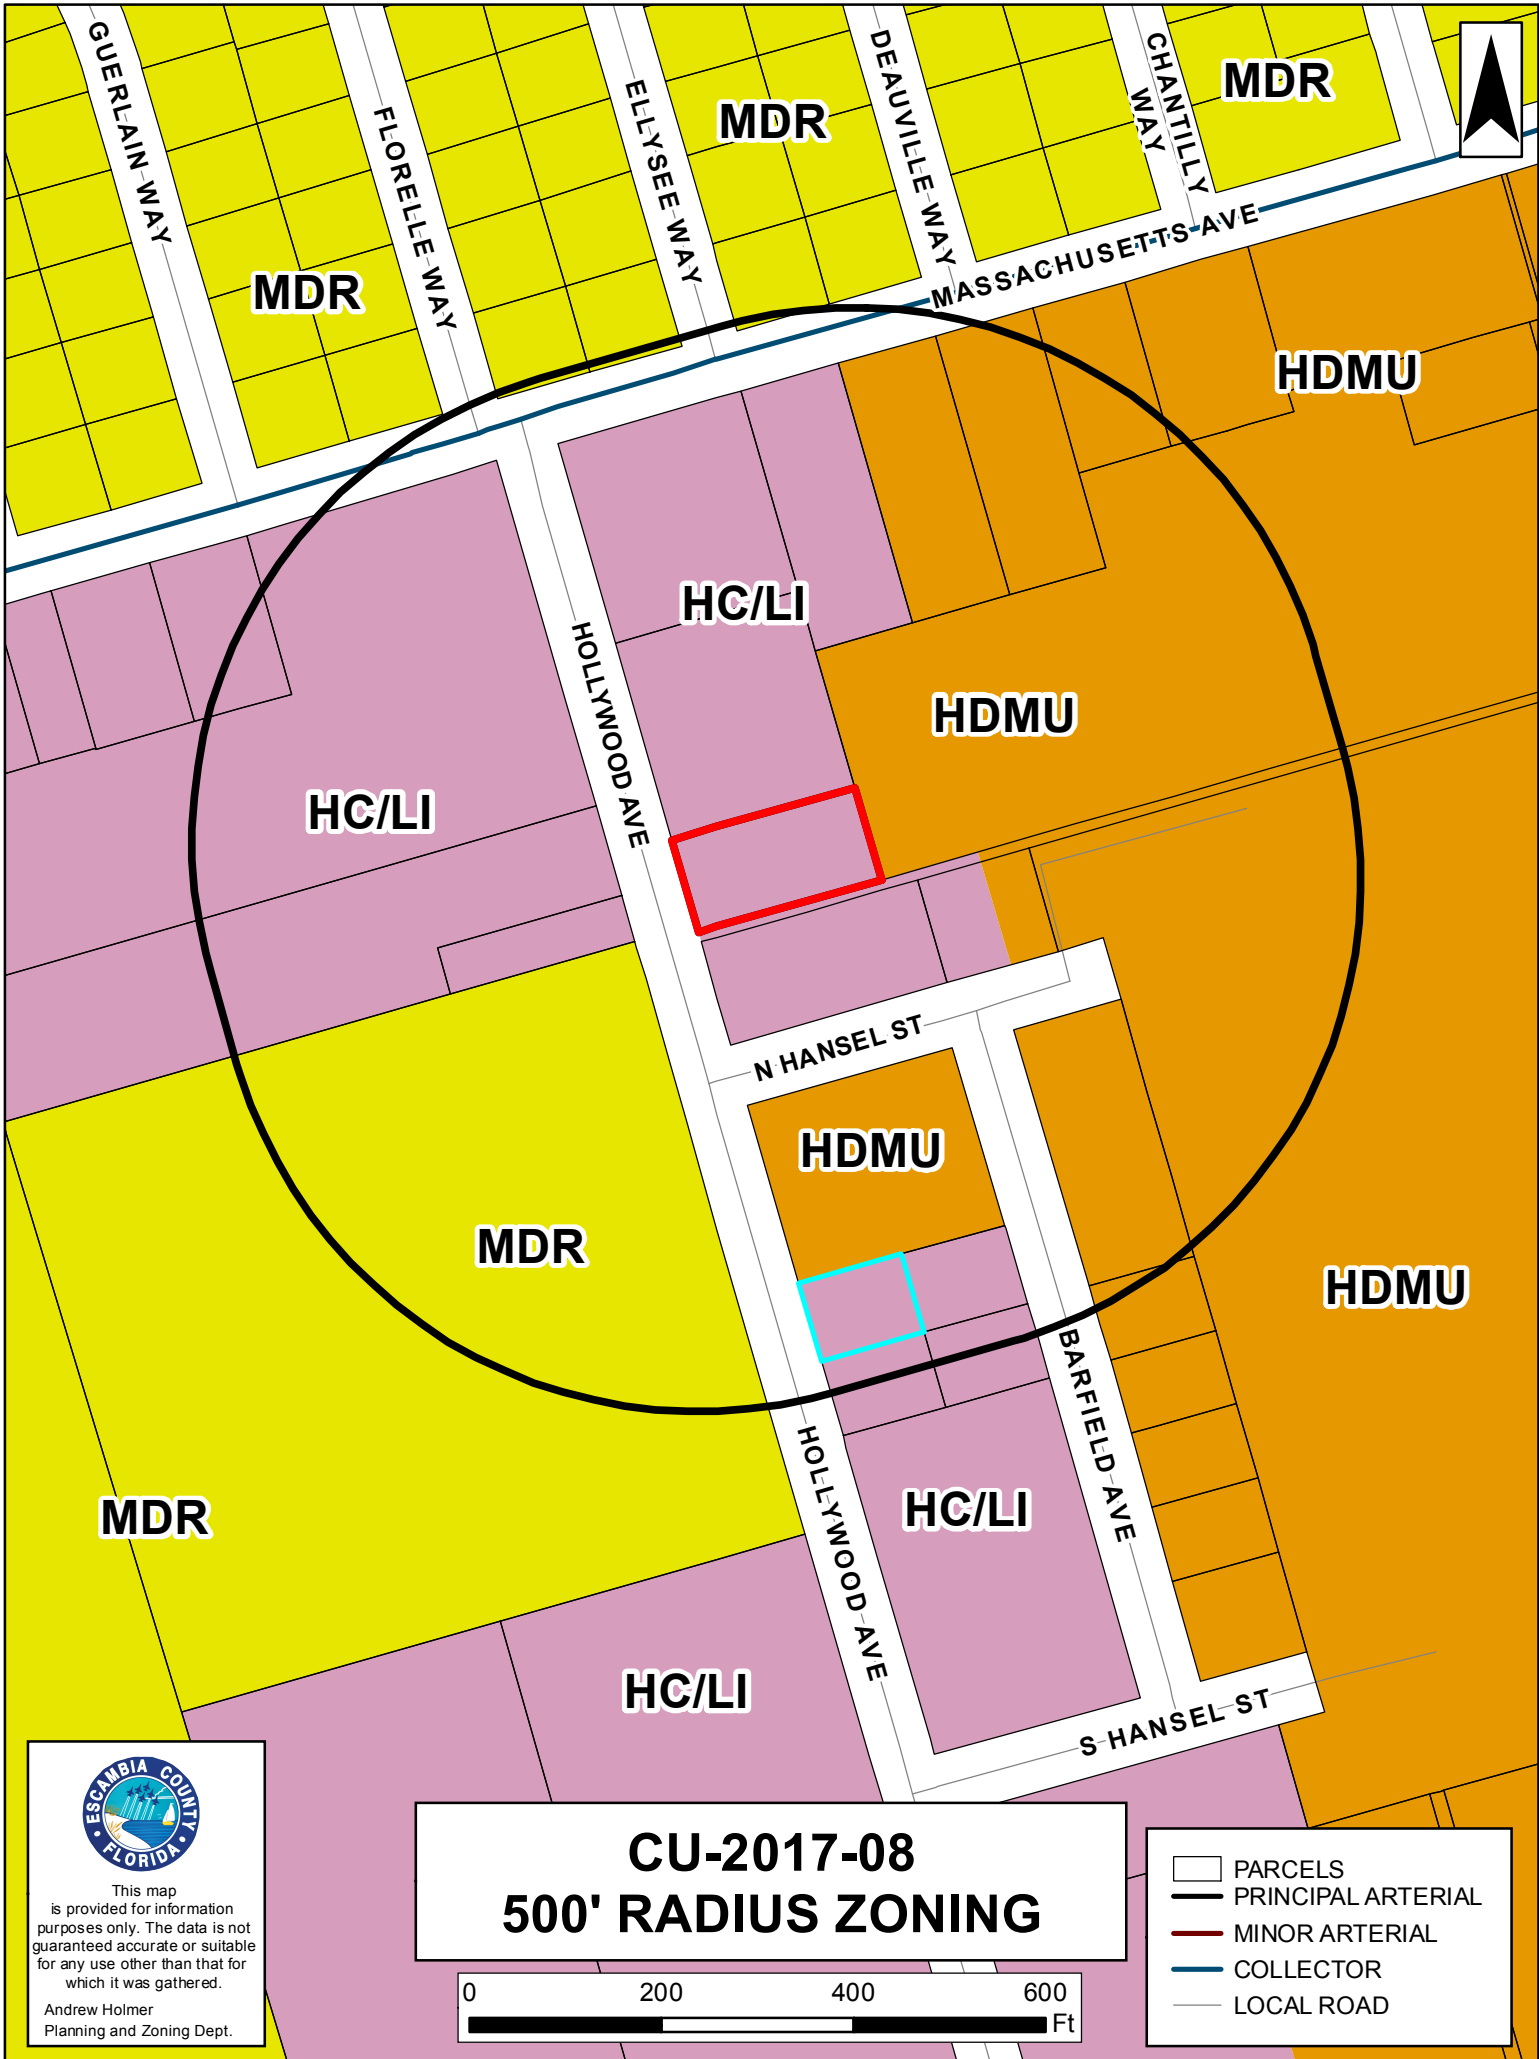 GUERLAIN WAY
FLORELLE WAY
ELLYSEE WAY
DEAUVILLE WAY
CHANTILLY
WAY
MDR
MDR
MDR
MASSACHUSETTS AVE
HDMU
HC/LI
HOLLYWOOD AVE
HDMU
HC/LI
N HANSEL ST
HDMU
MDR
HDMU
BARFIELD AVE
HOLLYWOOD AVE
MDR
HC/LI
HC/LI
S HANSEL ST
ESCAMBIA COUNTY
FLORIDA
This map
is provided for information
purposes only. The data is not
guaranteed accurate or suitable
for any use other than that for
which it was gathered.
Andrew Holmer
Planning and Zoning Dept.
CU-2017-08
500' RADIUS ZONING
0 200 400 600
Ft
PARCELS
PRINCIPAL ARTERIAL
MINOR ARTERIAL
COLLECTOR
LOCAL ROAD